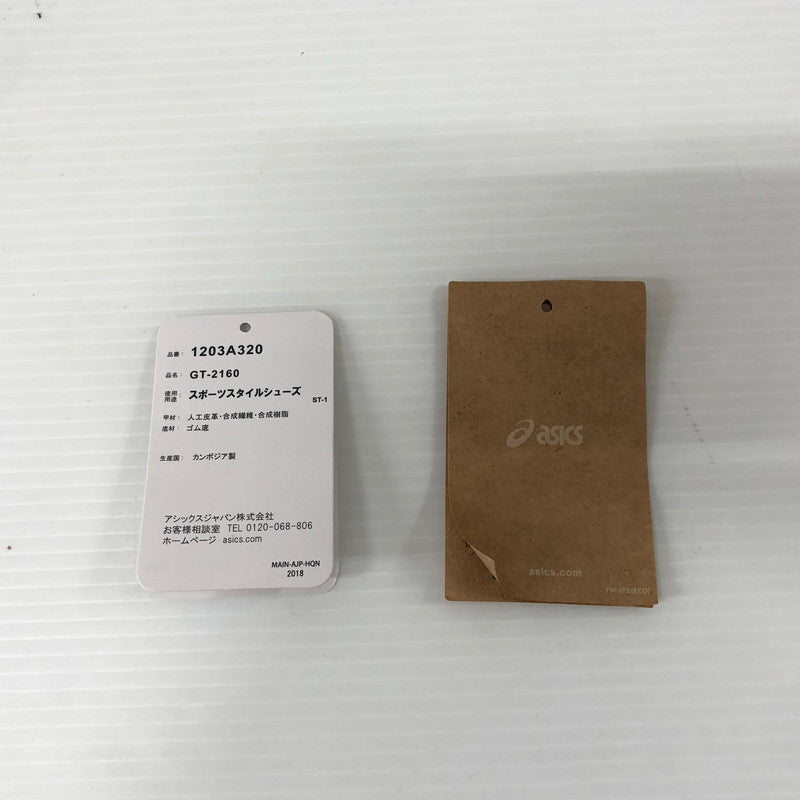 品番: 1203A320
品名: GT-2160
使用用途: スポーツスタイルシューズ ST-1
甲材: 人工皮革・合成繊維・合成樹脂
底材: ゴム底
生産国: カンボジア製
アシックスジャパン株式会社
お客様相談室 TEL 0120-068-806
ホームページ asics.com
MAIN-AJP-HQN
2018
asics
asics.com
FW-SPS(ECO)